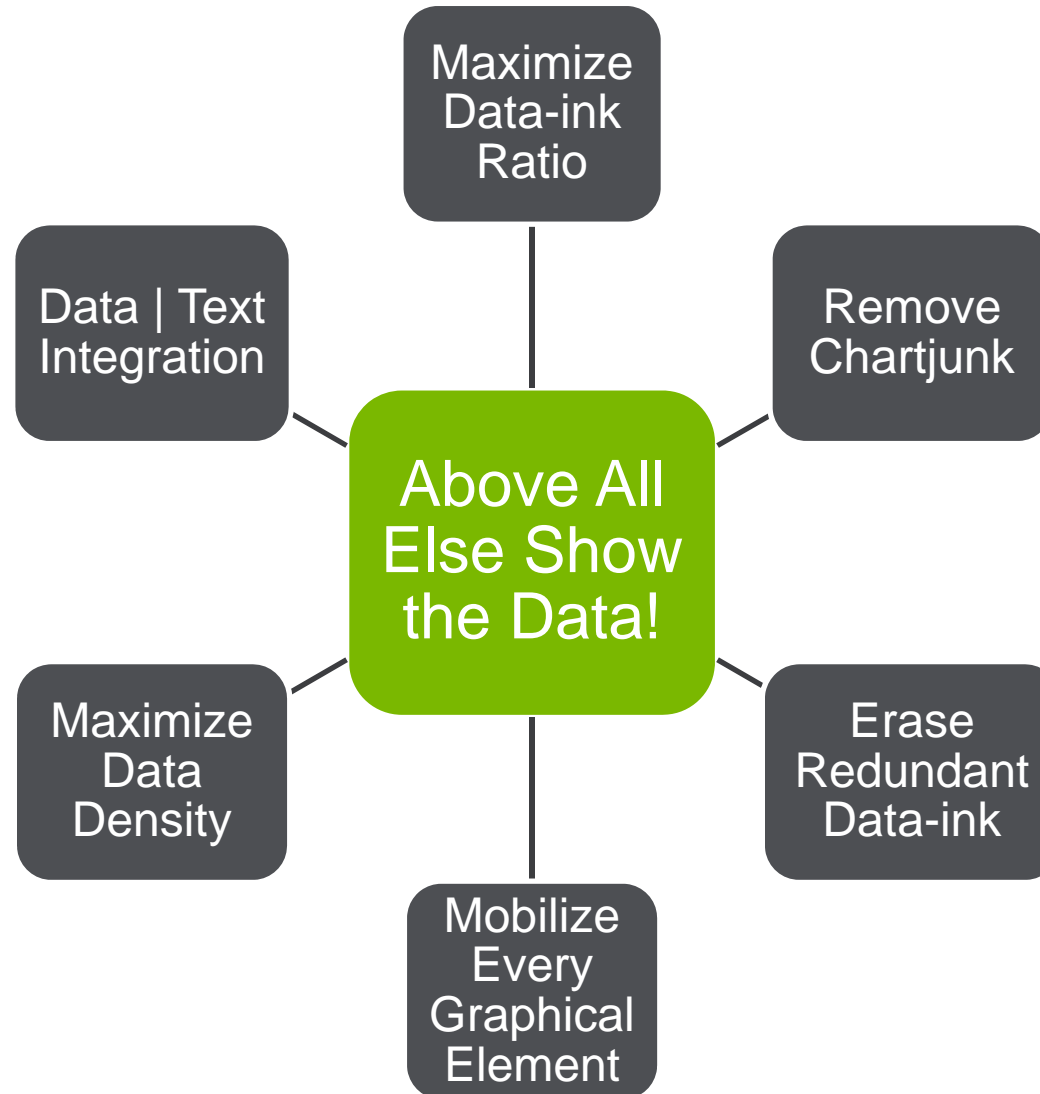 Maximize
Data-ink
Ratio
Data | Text
Integration
Remove
Chartjunk
Above All
Else Show
the Data!
Maximize
Data
Density
Erase
Redundant
Data-ink
Mobilize
Every
Graphical
Element